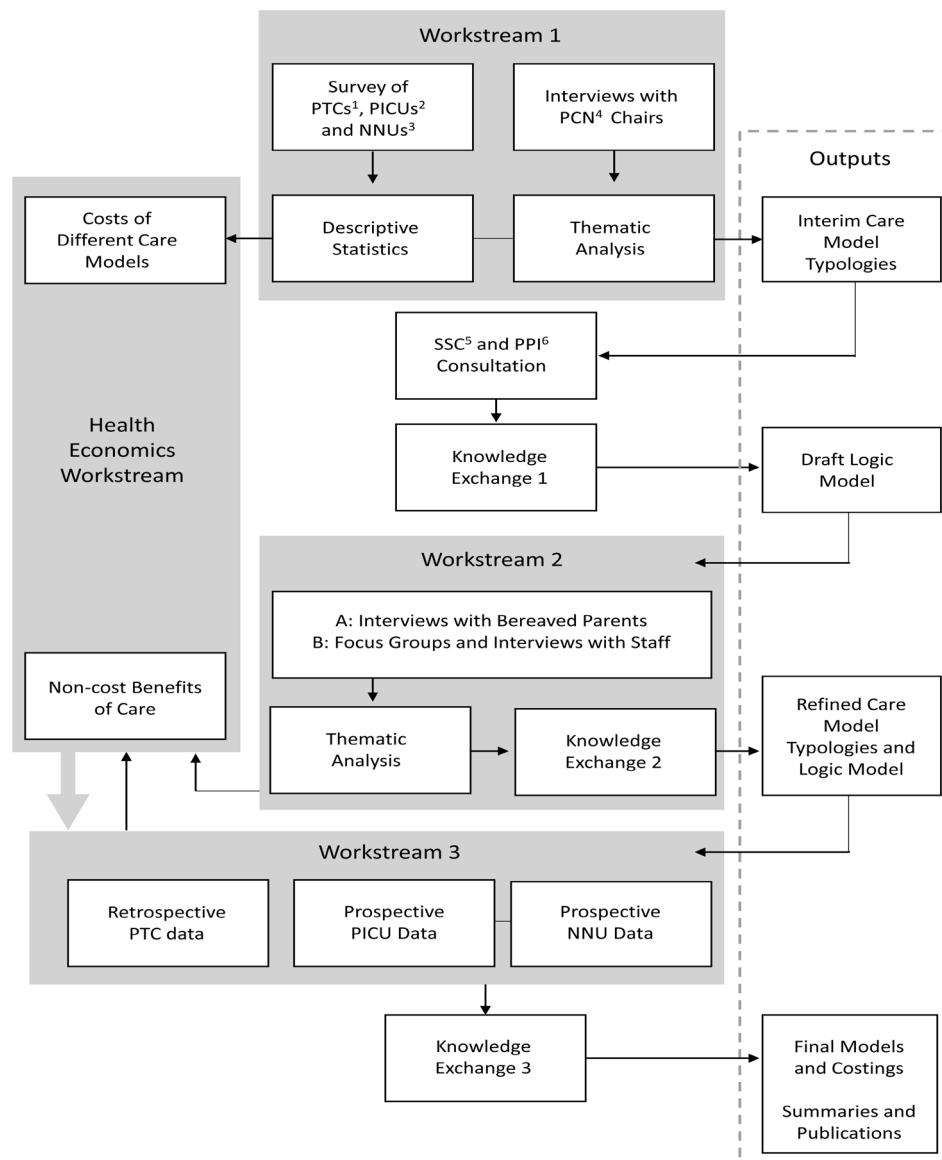 Workstream 1
Survey of
PTCs¹, PICUs²
and NNUs³
Interviews with
PCN⁴ Chairs
Outputs
Costs of
Different Care
Models
Descriptive
Statistics
Thematic
Analysis
Interim Care
Model
Typologies
SSC⁵ and PPI⁶
Consultation
Health
Economics
Workstream
Knowledge
Exchange 1
Draft Logic
Model
Workstream 2
A: Interviews with Bereaved Parents
B: Focus Groups and Interviews with Staff
Non-cost Benefits
of Care
Thematic
Analysis
Knowledge
Exchange 2
Refined Care
Model
Typologies and
Logic Model
Workstream 3
Retrospective
PTC data
Prospective
PICU Data
Prospective
NNU Data
Knowledge
Exchange 3
Final Models
and Costings
Summaries and
Publications